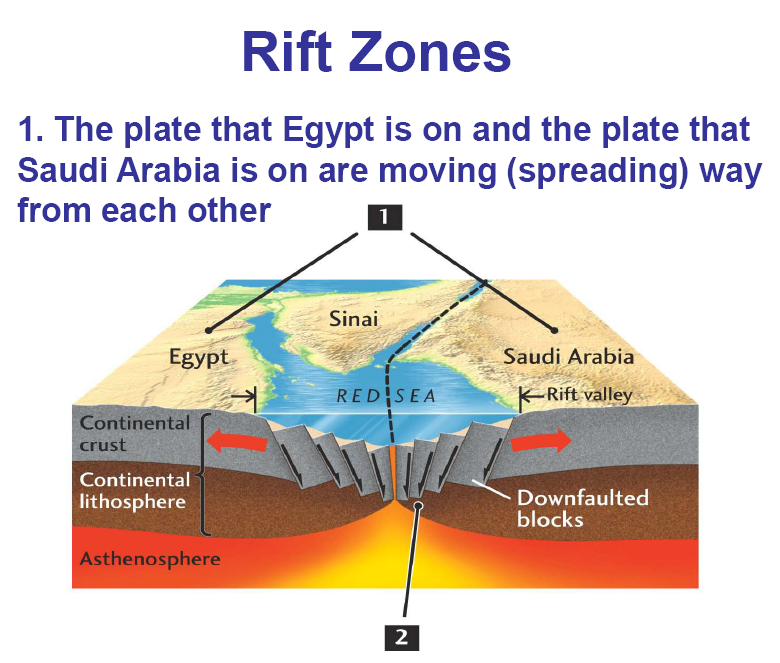 Rift Zones
1. The plate that Egypt is on and the plate that
Saudi Arabia is on are moving (spreading) way
from each other
1
Sinai
Egypt
Saudi Arabia
RED SEA
Rift valley
Continental
crust
Continental
lithosphere
Downfaulted
blocks
Asthenosphere
2